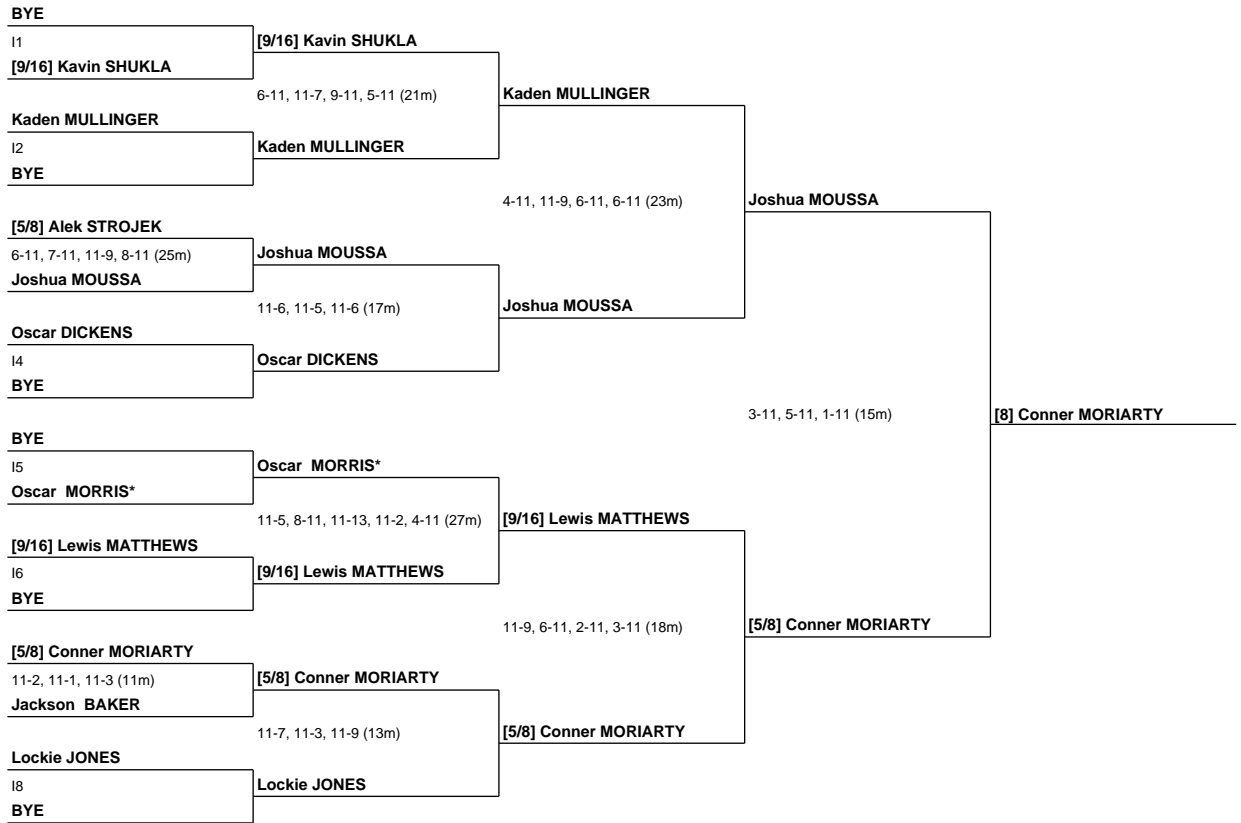 BYE
I1
[9/16] Kavin SHUKLA
[9/16] Kavin SHUKLA
6-11, 11-7, 9-11, 5-11 (21m)
Kaden MULLINGER
Kaden MULLINGER
I2
Kaden MULLINGER
BYE
4-11, 11-9, 6-11, 6-11 (23m)
Joshua MOUSSA
[5/8] Alek STROJEK
6-11, 7-11, 11-9, 8-11 (25m)
Joshua MOUSSA
Joshua MOUSSA
11-6, 11-5, 11-6 (17m)
Joshua MOUSSA
Oscar DICKENS
I4
Oscar DICKENS
BYE
3-11, 5-11, 1-11 (15m)
[8] Conner MORIARTY
BYE
I5
Oscar  MORRIS*
Oscar  MORRIS*
11-5, 8-11, 11-13, 11-2, 4-11 (27m)
[9/16] Lewis MATTHEWS
[9/16] Lewis MATTHEWS
I6
[9/16] Lewis MATTHEWS
BYE
11-9, 6-11, 2-11, 3-11 (18m)
[5/8] Conner MORIARTY
[5/8] Conner MORIARTY
11-2, 11-1, 11-3 (11m)
[5/8] Conner MORIARTY
Jackson  BAKER
11-7, 11-3, 11-9 (13m)
[5/8] Conner MORIARTY
Lockie JONES
I8
Lockie JONES
BYE